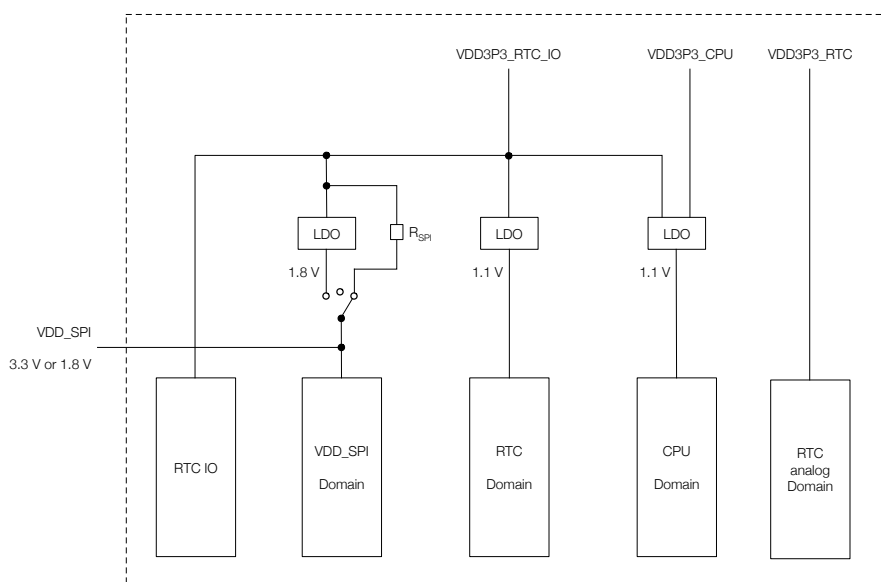 VDD3P3_RTC_IO VDD3P3_CPU VDD3P3_RTC
LDO
R_SPI
LDO
LDO
1.8 V
1.1 V
1.1 V
VDD_SPI
3.3 V or 1.8 V
RTC IO
VDD_SPI
Domain
RTC
Domain
CPU
Domain
RTC
analog
Domain